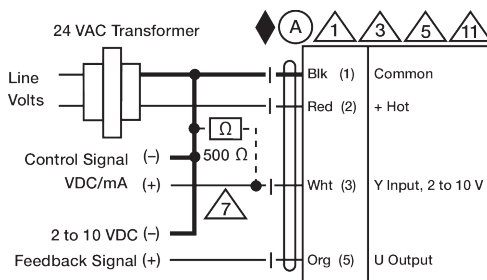 24 VAC Transformer
A 1 3 5 11
Line
Volts
Blk (1) Common
Red (2) + Hot
Ω
500 Ω
Control Signal (-)
VDC/mA (+)
7
Wht (3) Y Input, 2 to 10 V
2 to 10 VDC (-)
Feedback Signal (+)
Org (5) U Output